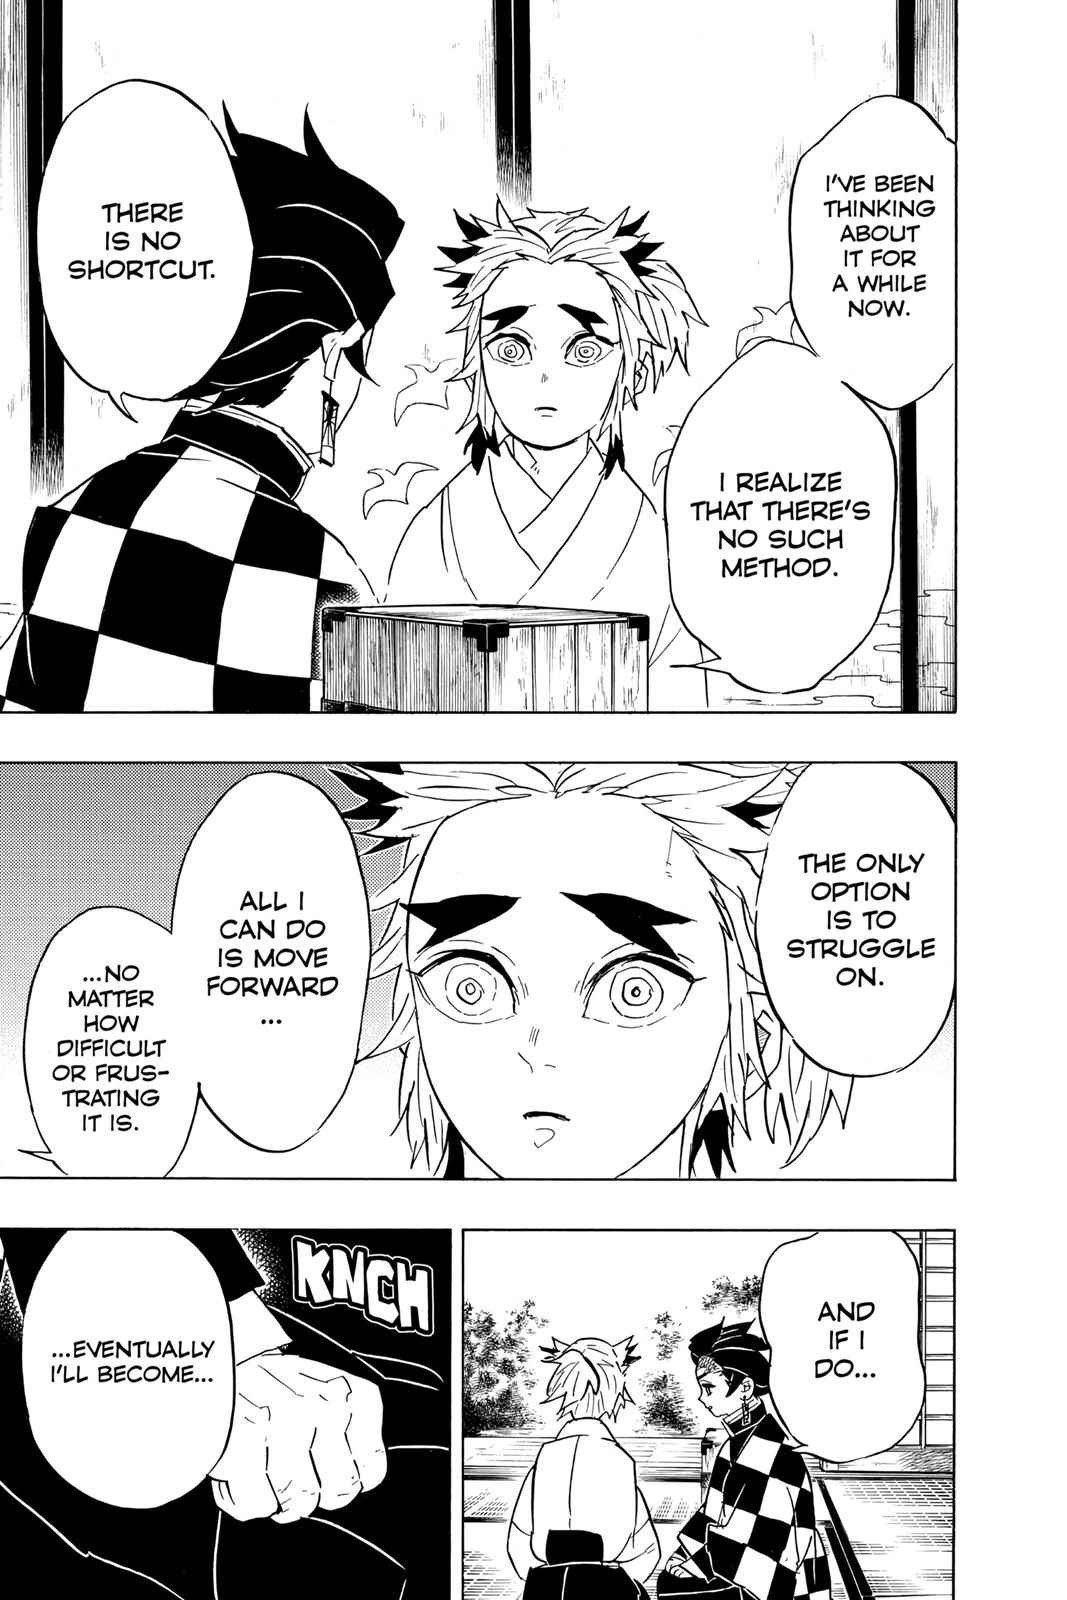 I'VE BEEN
THINKING
ABOUT
IT FOR
A WHILE
NOW.
I REALIZE
THAT THERE'S
NO SUCH
METHOD.
THERE
IS NO
SHORTCUT.
THE ONLY
OPTION
IS TO
STRUGGLE
ON.
ALL I
CAN DO
IS MOVE
FORWARD
...
...NO
MATTER
HOW
DIFFICULT
OR FRUS-
TRATING
IT IS.
AND
IF I
DO...
KNCH
...EVENTUALLY
I'LL BECOME...